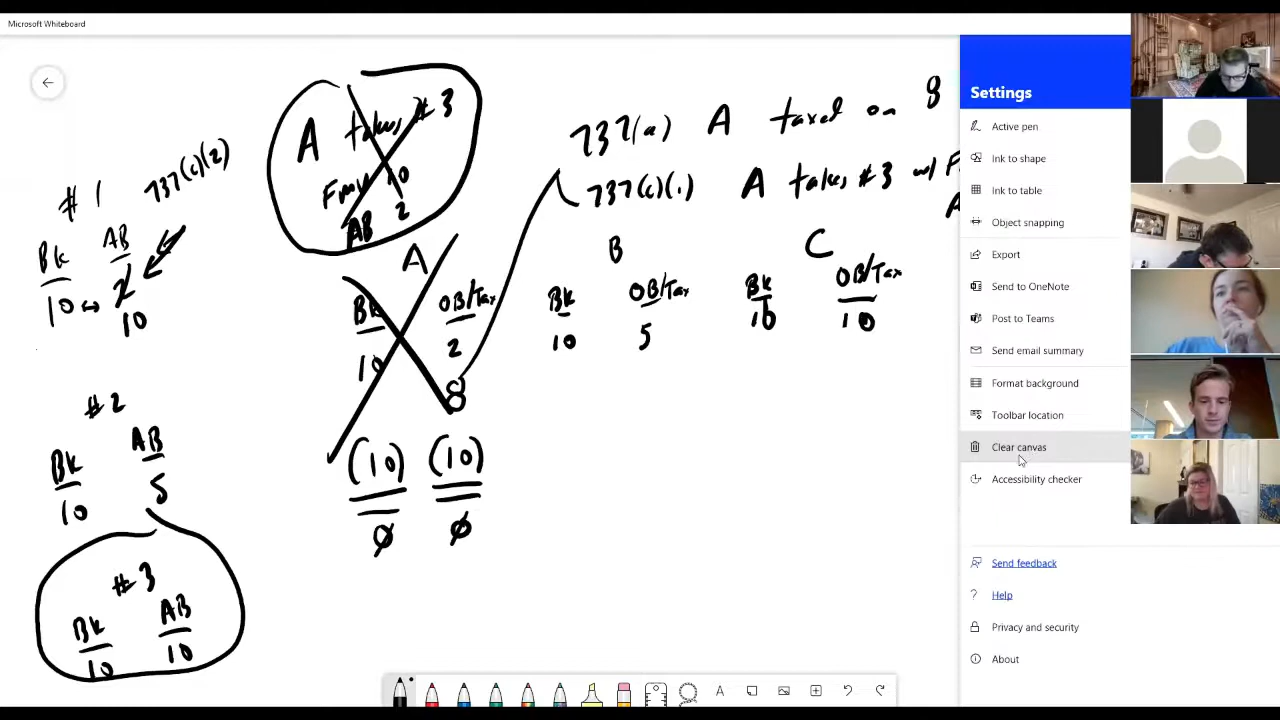 Microsoft Whiteboard
#1
737(c)(2)
Bk AB
10 ↔ 2
10
A takes #3
FMV 10
AB 2
737(a) A taxed on 8
737(c)(1) A takes #3 w/ F
A
A
Bk OB/Tax
10 2
8
(10) (10)
0 0
B
Bk OB/Tax
10 5
C
Bk OB/Tax
10 10
#2
Bk AB
10 5
#3
Bk AB
10 10
Settings
Active pen
Ink to shape
Ink to table
Object snapping
Export
Send to OneNote
Post to Teams
Send email summary
Format background
Toolbar location
Clear canvas
Accessibility checker
Send feedback
Help
Privacy and security
About